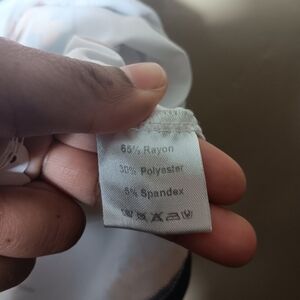 65% Rayon
30% Polyester
5% Spandex